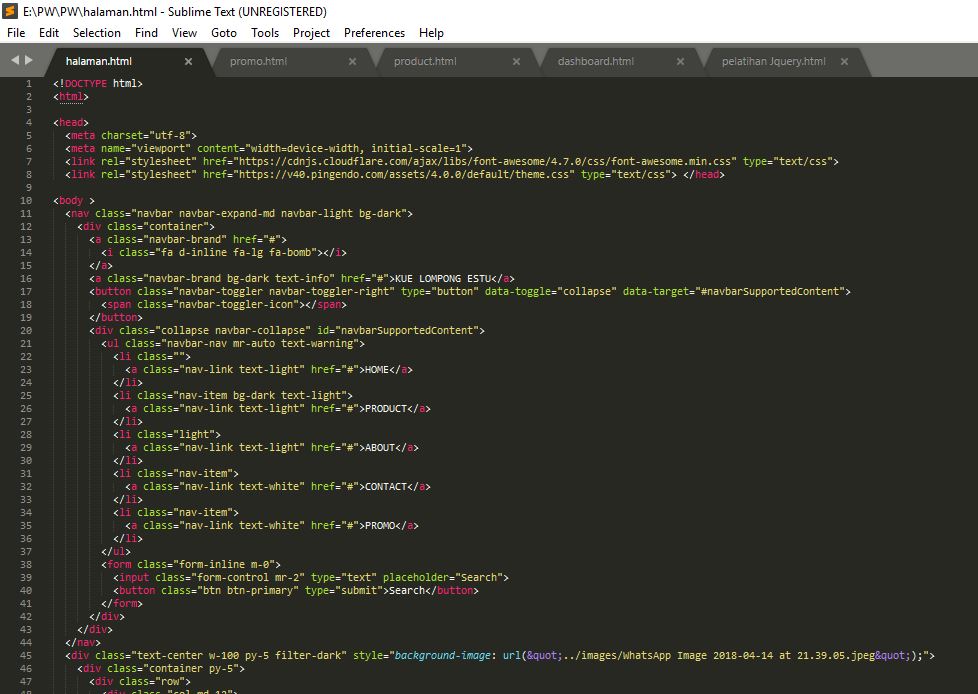 E:\PW\PW\halaman.html - Sublime Text (UNREGISTERED)
File Edit Selection Find View Goto Tools Project Preferences Help
halaman.html × promo.html × product.html × dashboard.html × pelatihan Jquery.html ×
1 <!DOCTYPE html>
2 <html>
3
4 <head>
5 <meta charset="utf-8">
6 <meta name="viewport" content="width=device-width, initial-scale=1">
7 <link rel="stylesheet" href="https://cdnjs.cloudflare.com/ajax/libs/font-awesome/4.7.0/css/font-awesome.min.css" type="text/css">
8 <link rel="stylesheet" href="https://v40.pingendo.com/assets/4.0.0/default/theme.css" type="text/css"> </head>
9
10 <body >
11 <nav class="navbar navbar-expand-md navbar-light bg-dark">
12 <div class="container">
13 <a class="navbar-brand" href="#">
14 <i class="fa d-inline fa-lg fa-bomb"></i>
15 </a>
16 <a class="navbar-brand bg-dark text-info" href="#">KUE LOMPONG ESTU</a>
17 <button class="navbar-toggler navbar-toggler-right" type="button" data-toggle="collapse" data-target="#navbarSupportedContent">
18 <span class="navbar-toggler-icon"></span>
19 </button>
20 <div class="collapse navbar-collapse" id="navbarSupportedContent">
21 <ul class="navbar-nav mr-auto text-warning">
22 <li class="">
23 <a class="nav-link text-light" href="#">HOME</a>
24 </li>
25 <li class="nav-item bg-dark text-light">
26 <a class="nav-link text-light" href="#">PRODUCT</a>
27 </li>
28 <li class="light">
29 <a class="nav-link text-light" href="#">ABOUT</a>
30 </li>
31 <li class="nav-item">
32 <a class="nav-link text-white" href="#">CONTACT</a>
33 </li>
34 <li class="nav-item">
35 <a class="nav-link text-white" href="#">PROMO</a>
36 </li>
37 </ul>
38 <form class="form-inline m-0">
39 <input class="form-control mr-2" type="text" placeholder="Search">
40 <button class="btn btn-primary" type="submit">Search</button>
41 </form>
42 </div>
43 </div>
44 </nav>
45 <div class="text-center w-100 py-5 filter-dark" style="background-image: url(&quot;../images/WhatsApp Image 2018-04-14 at 21.39.05.jpeg&quot;);">
46 <div class="container py-5">
47 <div class="row">
<div class="col-md-12">